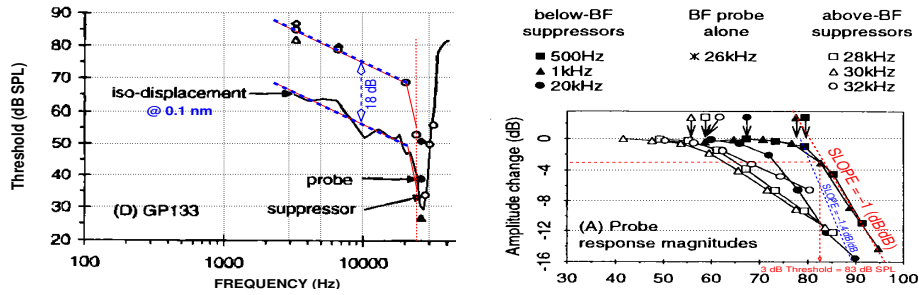 90
80
70
60
50
40
30
20
Threshold (dB SPL)
iso-displacement
@ 0.1 nm
18 dB
probe
suppressor
(D) GP133
100
1000
10000
FREQUENCY (Hz)
below-BF
suppressors
500Hz
1kHz
20kHz
BF probe
alone
26kHz
above-BF
suppressors
28kHz
30kHz
32kHz
0
-4
-8
-12
-16
Amplitude change (dB)
SLOPE = -1 (dB/dB)
SLOPE = -1.4 dB/dB
(A) Probe
response magnitudes
3 dB Threshold = 83 dB SPL
30
40
50
60
70
80
90
100